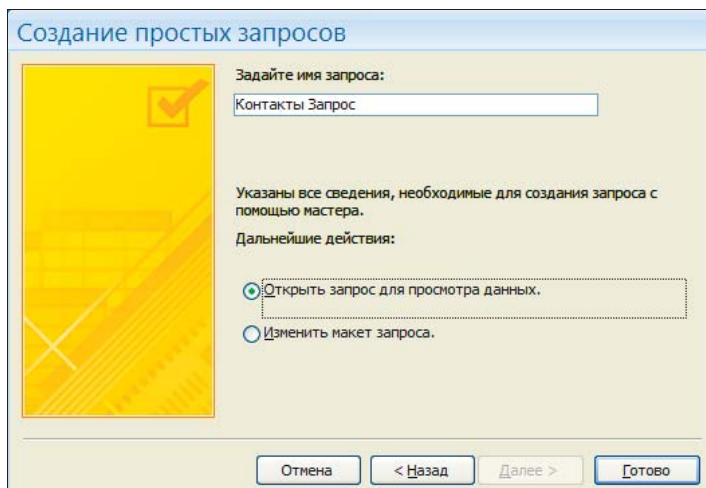 Создание простых запросов
Задайте имя запроса:
Контакты Запрос
Указаны все сведения, необходимые для создания запроса с
помощью мастера.
Дальнейшие действия:
Открыть запрос для просмотра данных.
Изменить макет запроса.
Отмена
< Назад
Далее >
Готово